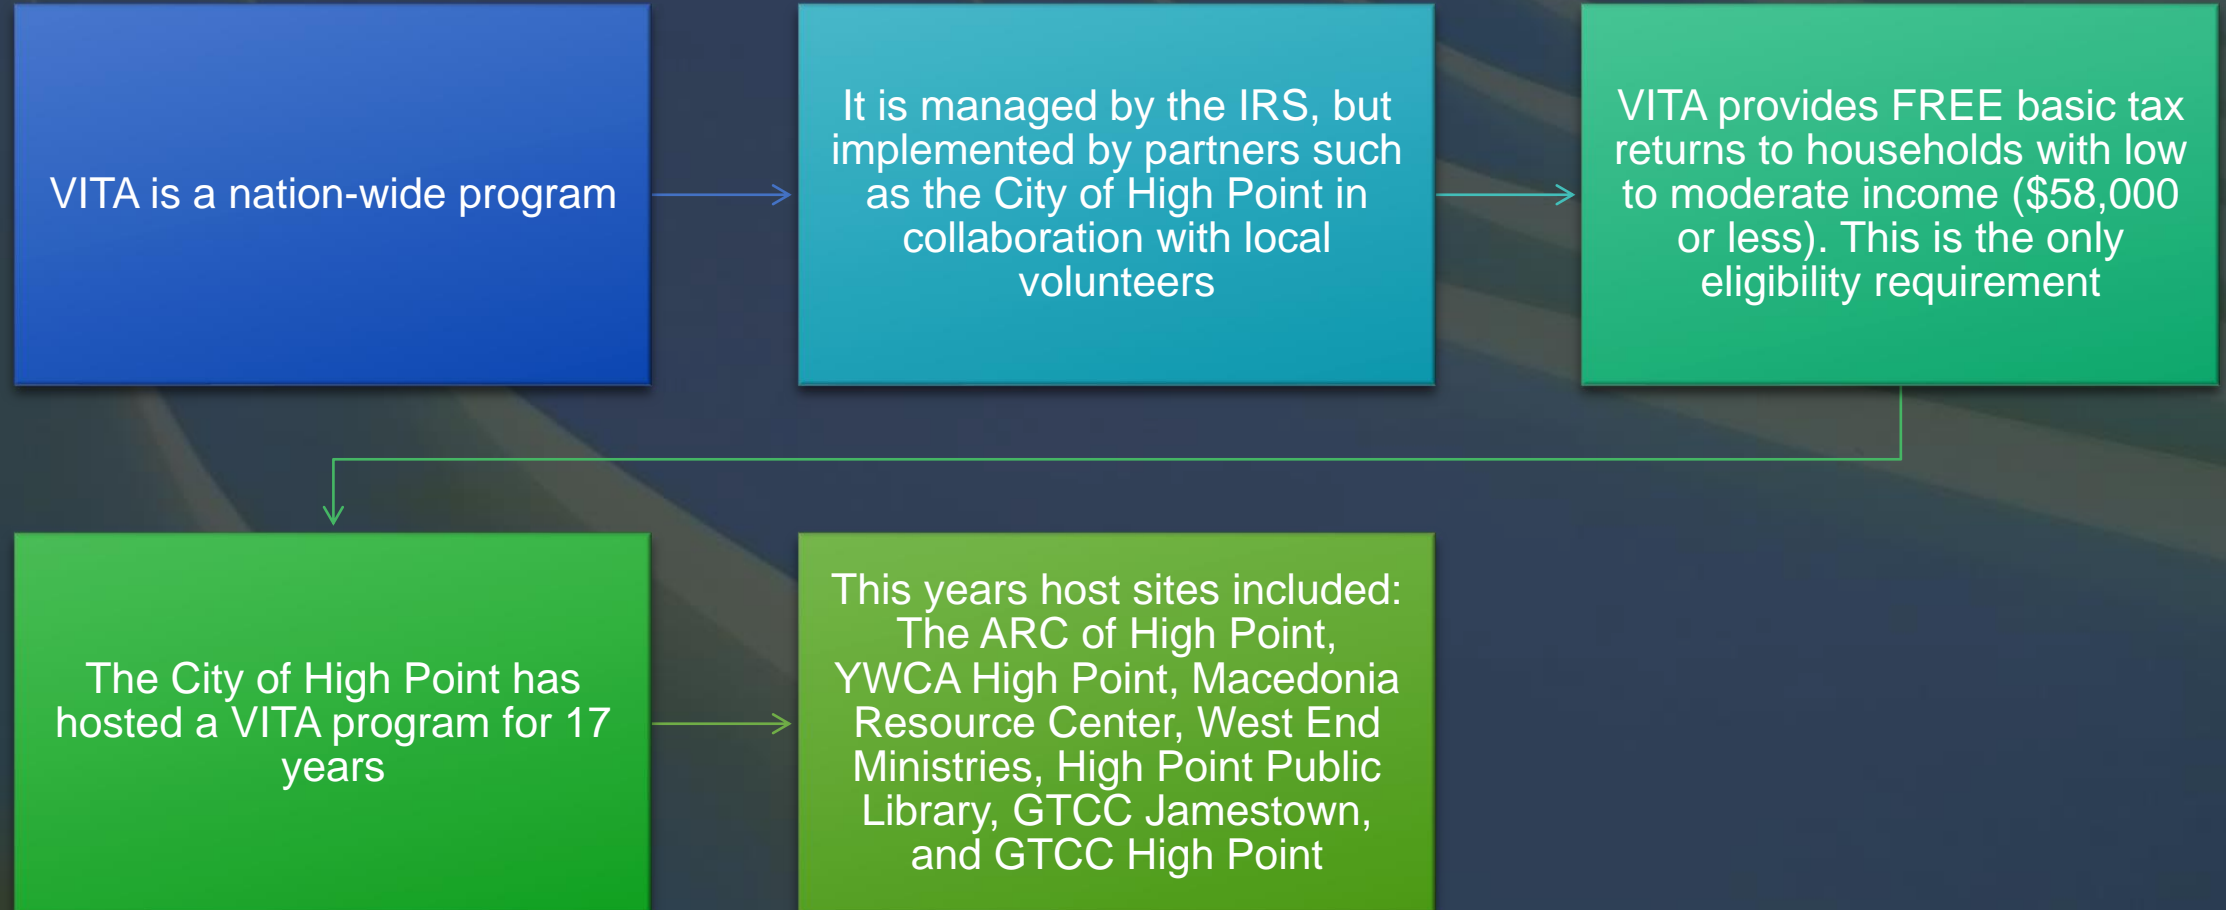 VITA is a nation-wide program
It is managed by the IRS, but
implemented by partners such
as the City of High Point in
collaboration with local
volunteers
VITA provides FREE basic tax
returns to households with low
to moderate income ($58,000
or less). This is the only
eligibility requirement
The City of High Point has
hosted a VITA program for 17
years
This years host sites included:
The ARC of High Point,
YWCA High Point, Macedonia
Resource Center, West End
Ministries, High Point Public
Library, GTCC Jamestown,
and GTCC High Point